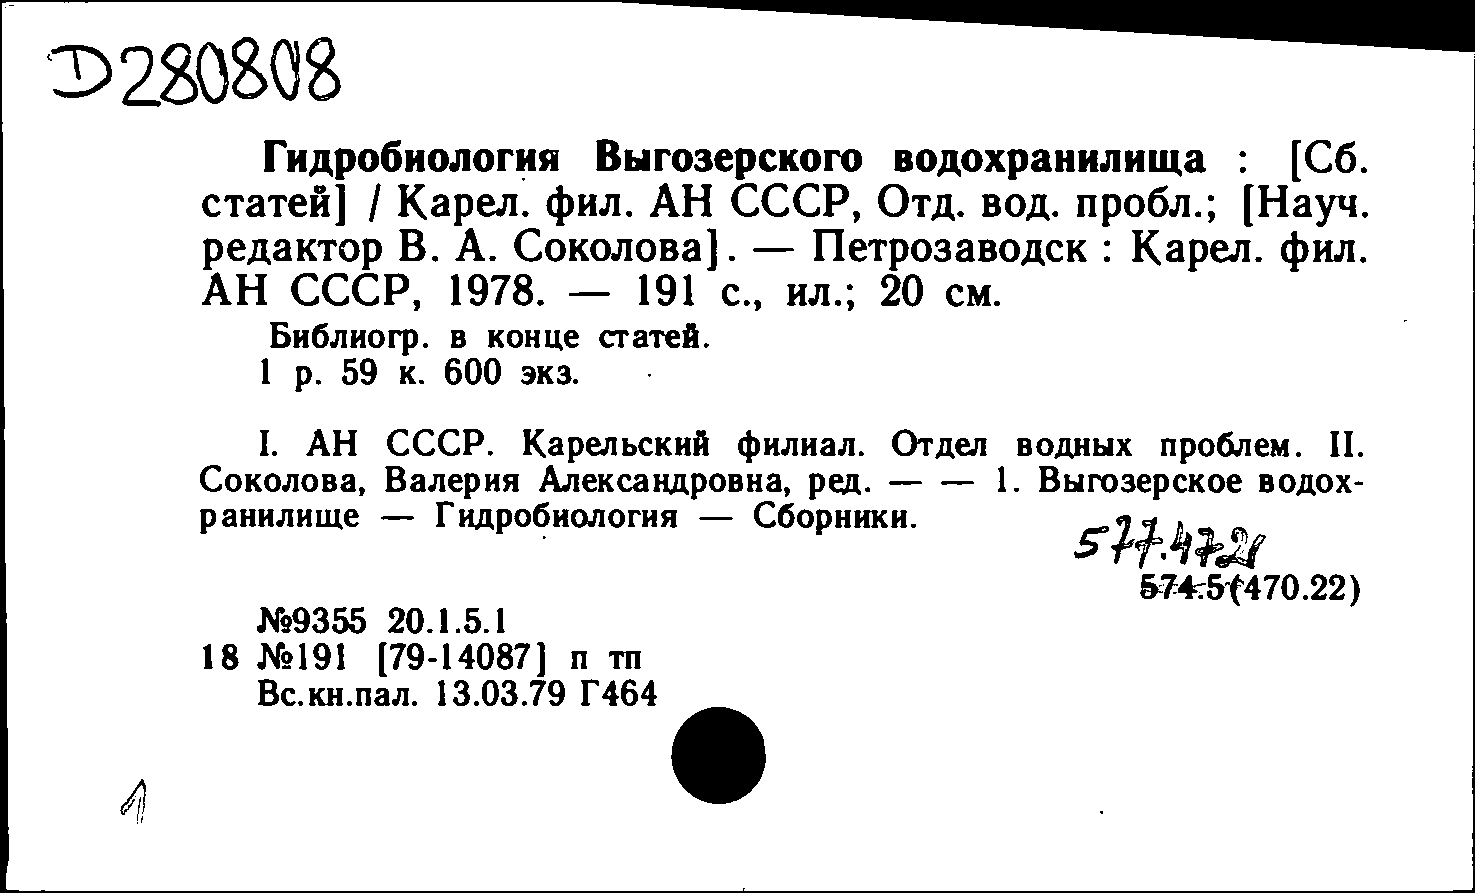 D280808
Гидробиология Выгозерского водохранилища : [Сб.
статей] / Карел. фил. АН СССР, Отд. вод. пробл.; [Науч.
редактор В. А. Соколова]. — Петрозаводск : Карел. фил.
АН СССР, 1978. — 191 с., ил.; 20 см.
Библиогр. в конце статей.
1 р. 59 к. 600 экз.
I. АН СССР. Карельский филиал. Отдел водных проблем. II.
Соколова, Валерия Александровна, ред. — — 1. Выгозерское водох-
ранилище — Гидробиология — Сборники.
577.472
574.5(470.22)
№9355 20.1.5.1
18 №191 [79-14087] п тп
Вс.кн.пал. 13.03.79 Г464
1